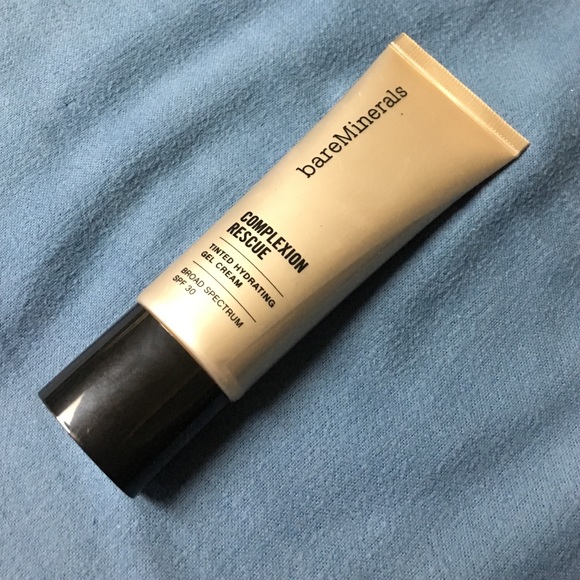 bareMinerals
COMPLEXION
RESCUE
TINTED HYDRATING
GEL CREAM
BROAD SPECTRUM
SPF 30